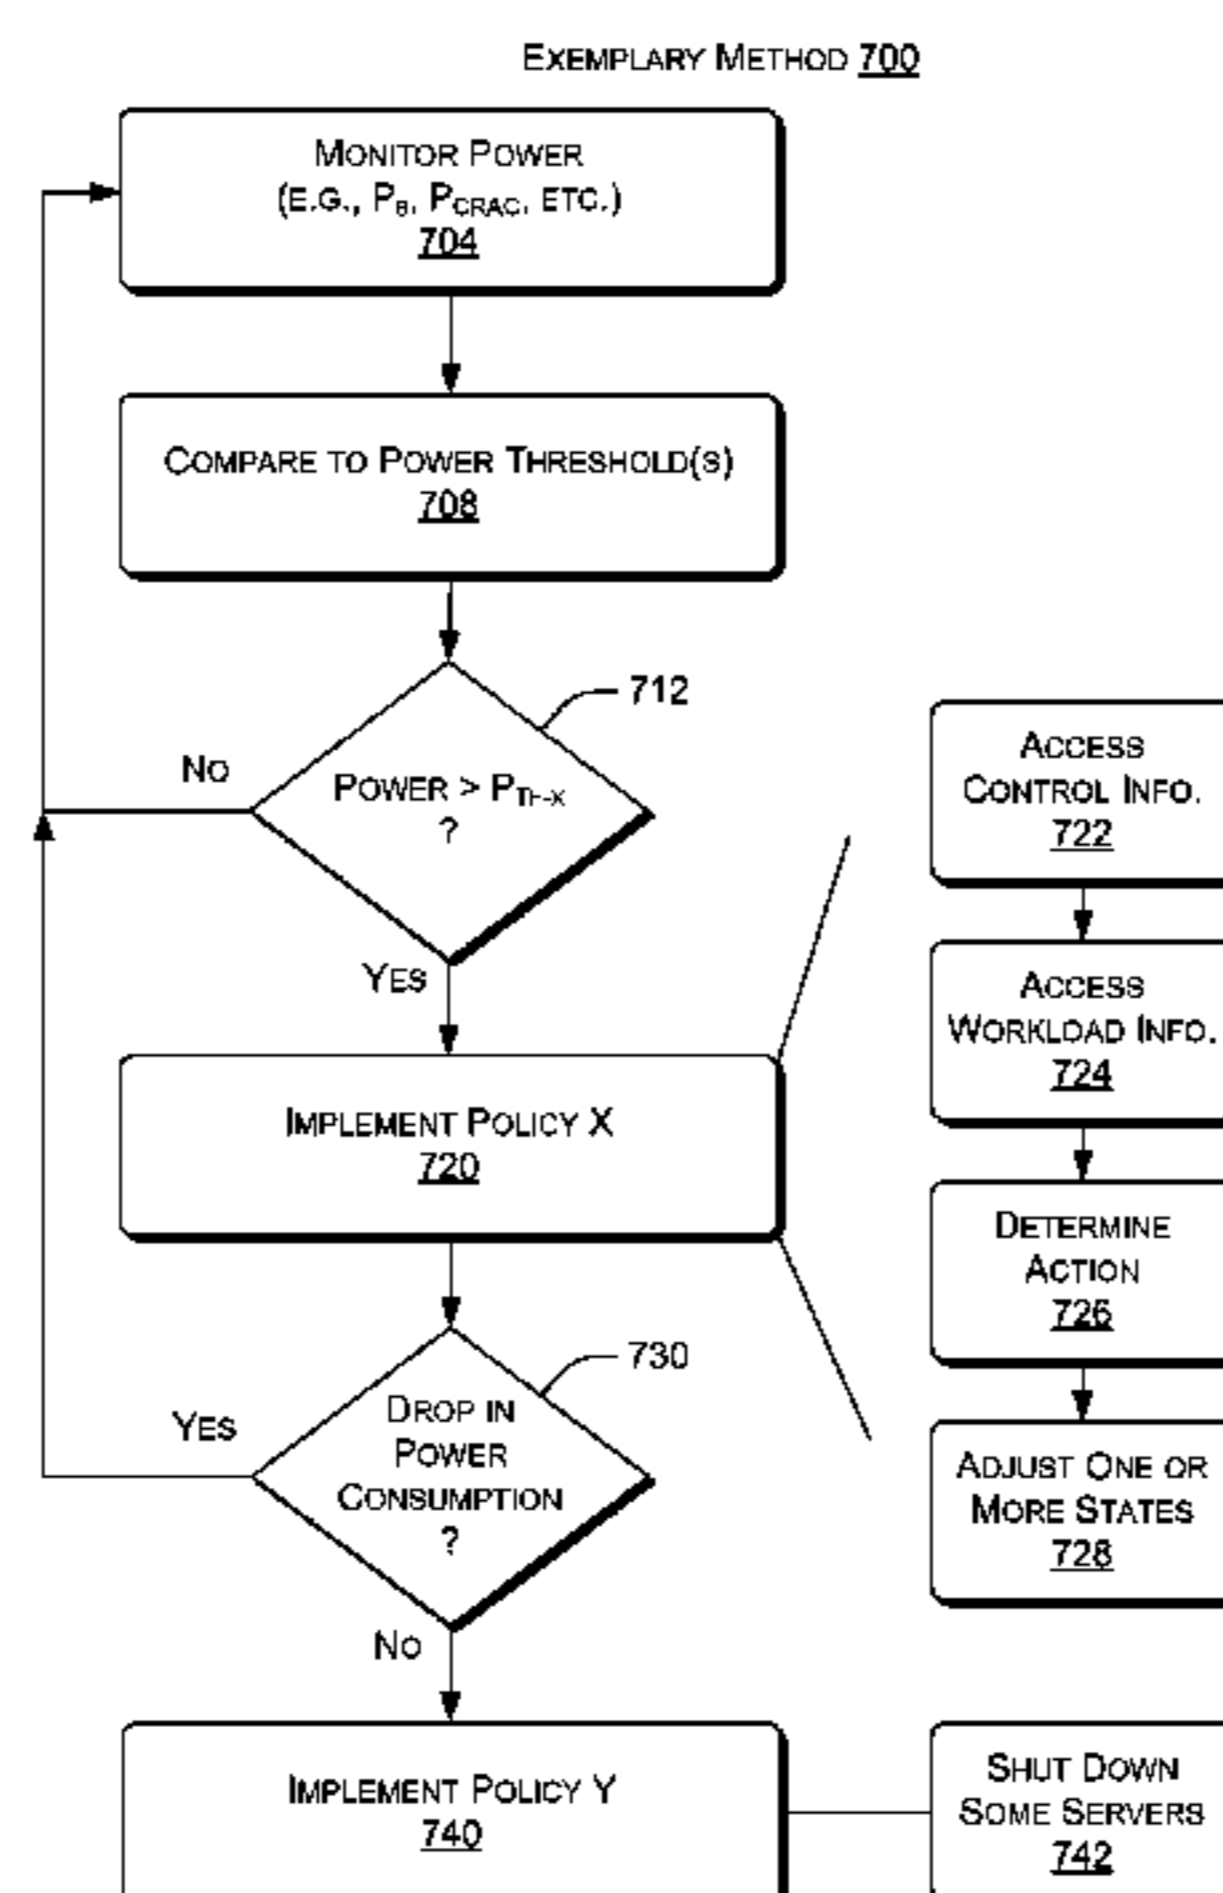 EXEMPLARY METHOD 700
MONITOR POWER
(E.G., P8, PCRAC, ETC.)
704
COMPARE TO POWER THRESHOLD(S)
708
712
NO
POWER > PTH-X
?
YES
IMPLEMENT POLICY X
720
ACCESS
CONTROL INFO.
722
ACCESS
WORKLOAD INFO.
724
DETERMINE
ACTION
726
ADJUST ONE OR
MORE STATES
728
730
YES
DROP IN
POWER
CONSUMPTION
?
NO
IMPLEMENT POLICY Y
740
SHUT DOWN
SOME SERVERS
742